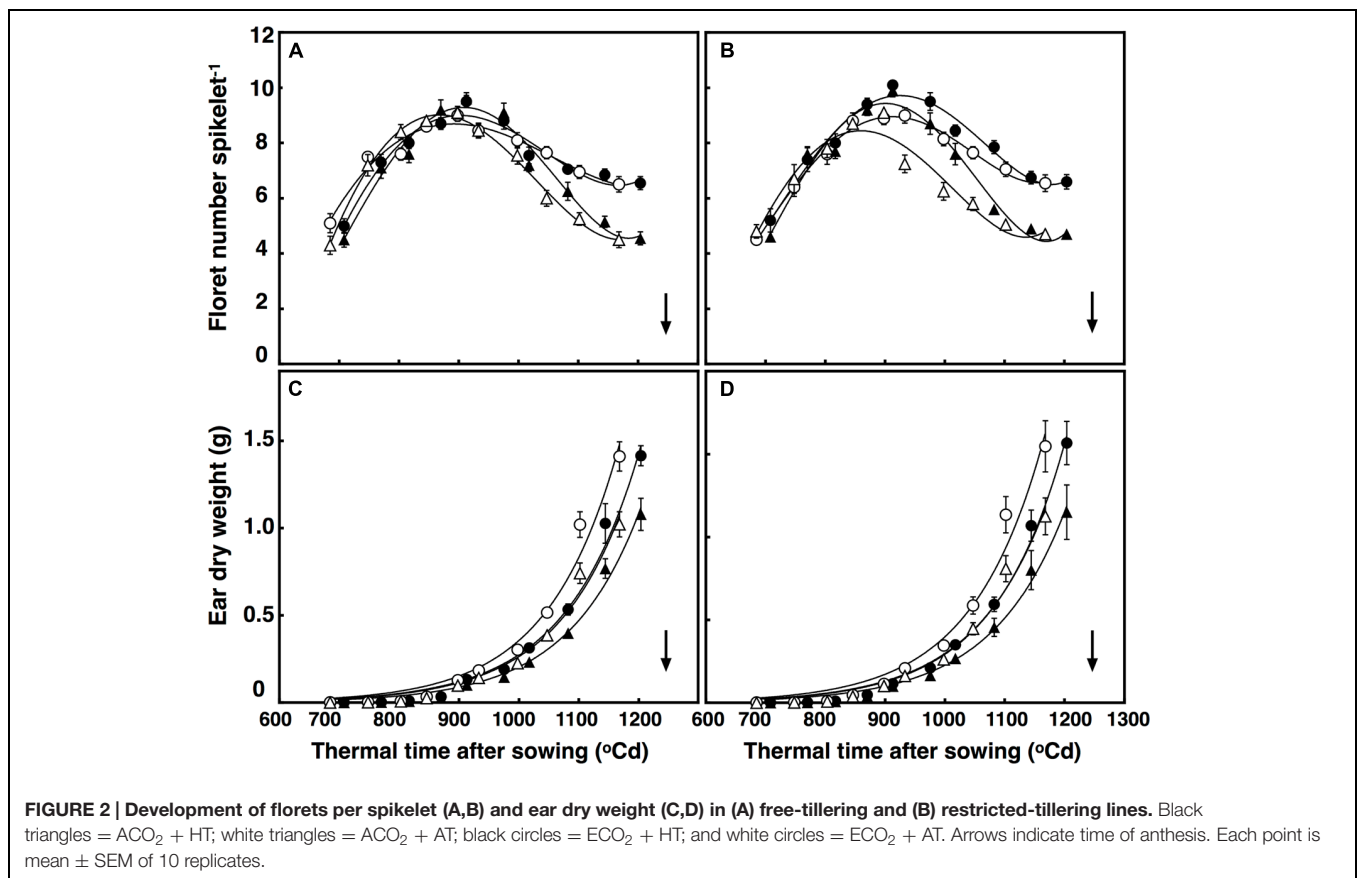 A
B
12
10
8
6
4
2
0
Floret number spikelet-1
C
D
1.5
1.0
0.5
0
Ear dry weight (g)
600 700 800 900 1000 1100 1200 600 700 800 900 1000 1100 1200 1300
Thermal time after sowing (oCd) Thermal time after sowing (oCd)
FIGURE 2 | Development of florets per spikelet (A,B) and ear dry weight (C,D) in (A) free-tillering and (B) restricted-tillering lines. Black
triangles = ACO2 + HT; white triangles = ACO2 + AT; black circles = ECO2 + HT; and white circles = ECO2 + AT. Arrows indicate time of anthesis. Each point is
mean ± SEM of 10 replicates.